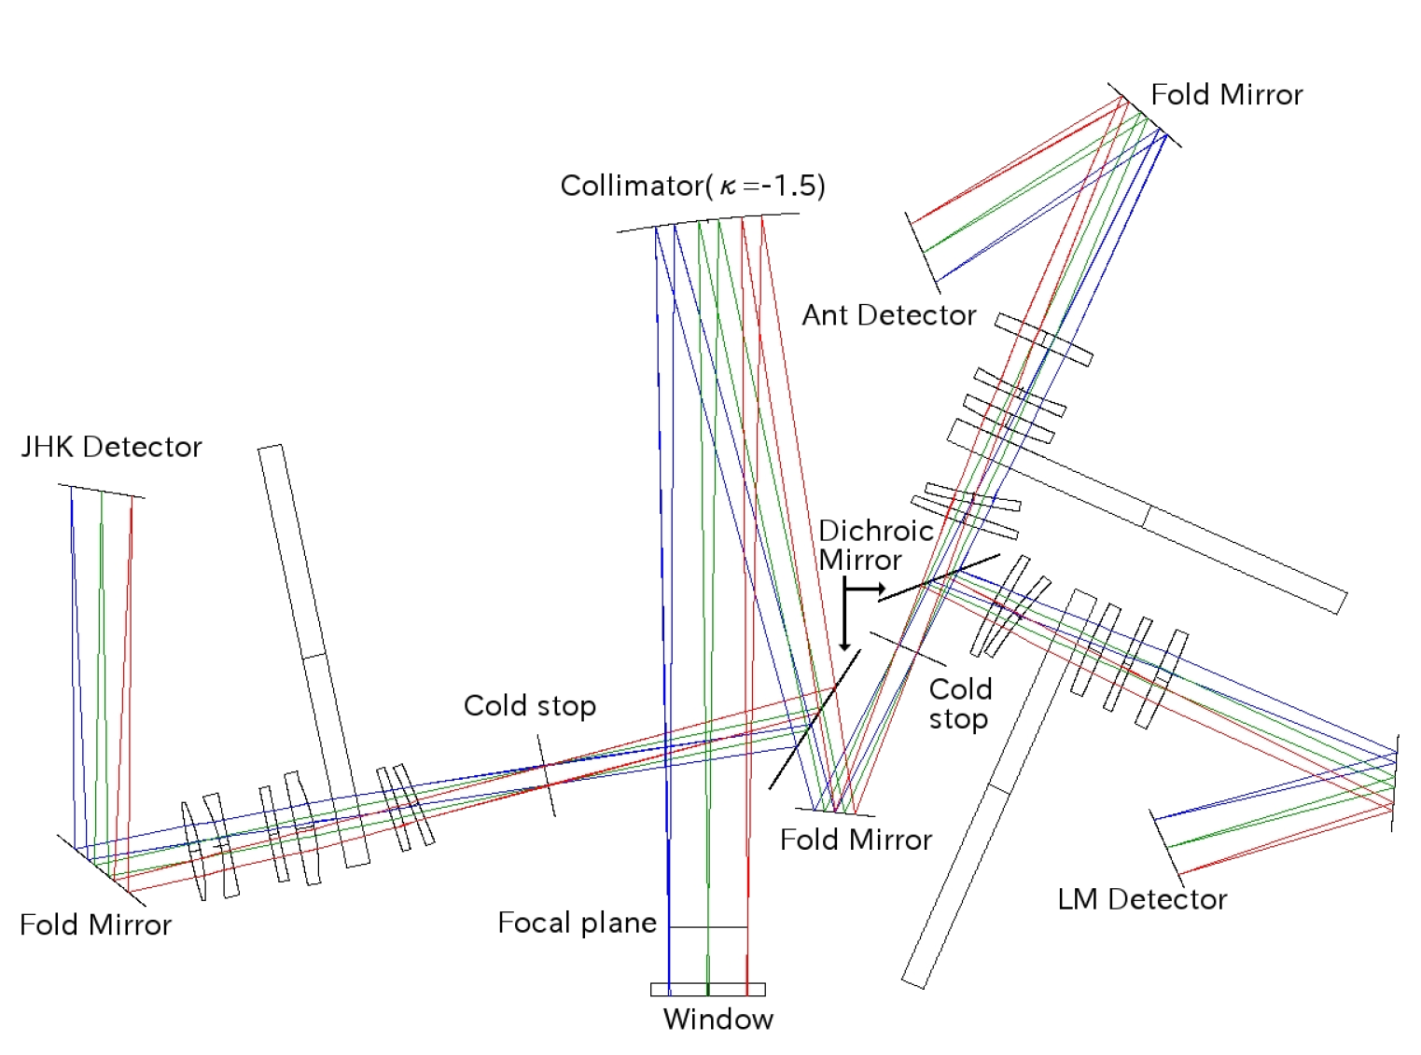 Fold Mirror
Collimator( κ =-1.5)
Ant Detector
JHK Detector
Dichroic
Mirror
Cold stop
Cold
stop
Fold Mirror
LM Detector
Fold Mirror
Focal plane
Window